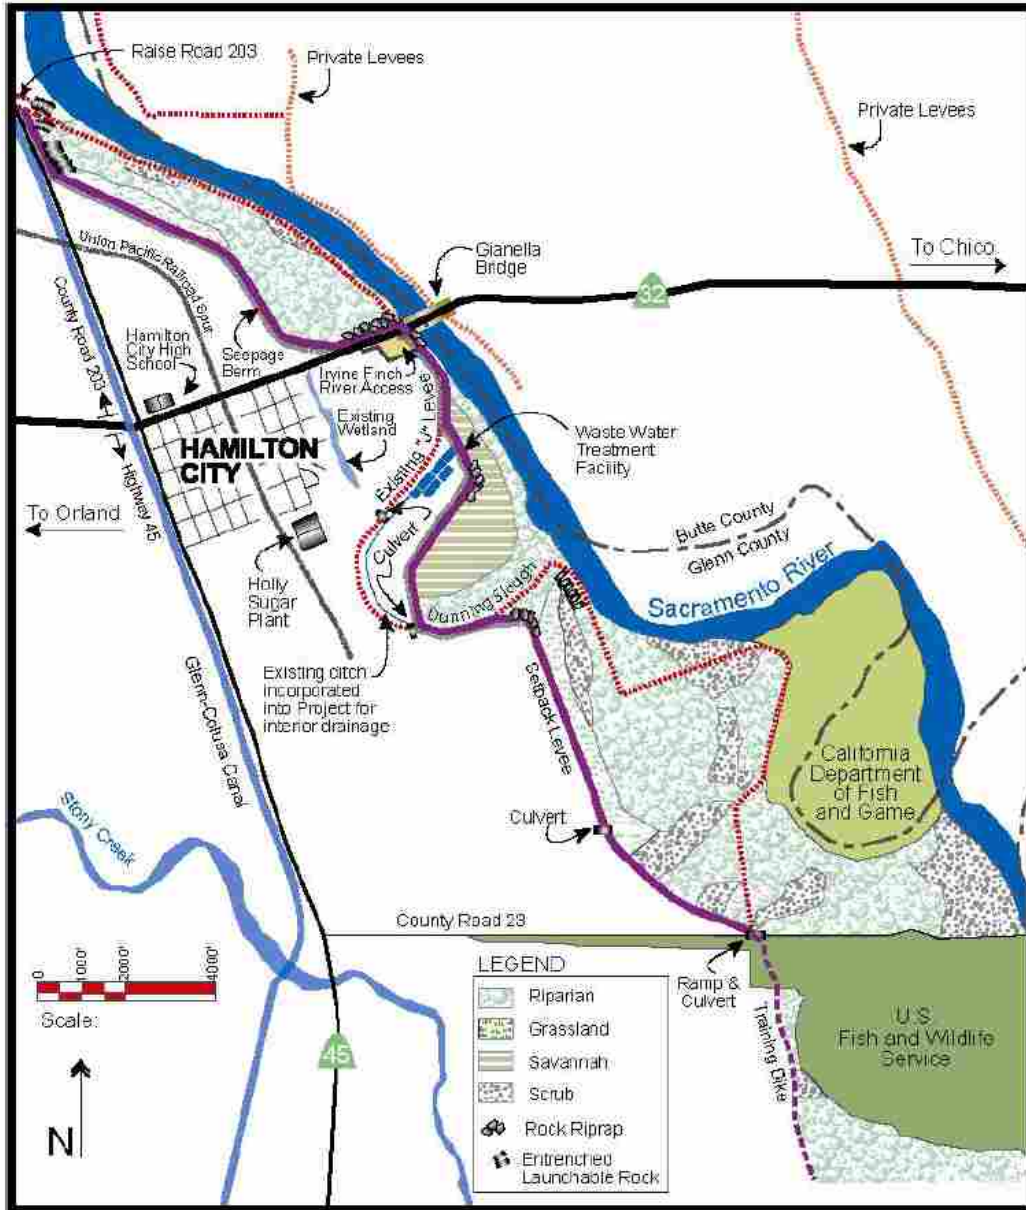 Raise Road 203
Private Levees
Private Levees
To Chico
Gianella
Bridge
32
Union Pacific Railroad Spur
County Road 203
Hamilton
City High
School
Seepage
Berm
Irvine Finch
River Access
Existing "J" Levee
Existing
Wetland
Waste Water
Treatment
Facility
HAMILTON
CITY
Highway 45
To Orland
Culvert
Butte County
Glenn County
Sacramento River
Holly
Sugar
Plant
Dunning Slough
Existing ditch
incorporated
into Project for
interior drainage
Setback Levee
Glenn-Colusa Canal
California
Department
of Fish
and Game
Stony Creek
Culvert
County Road 23
0
1000'
2000'
4000'
Scale:
LEGEND
Riparian
Grassland
Savannah
Scrub
Rock Riprap
Entrenched
Launchable Rock
Ramp &
Culvert
Training Dike
U.S.
Fish and Wildlife
Service
45
N